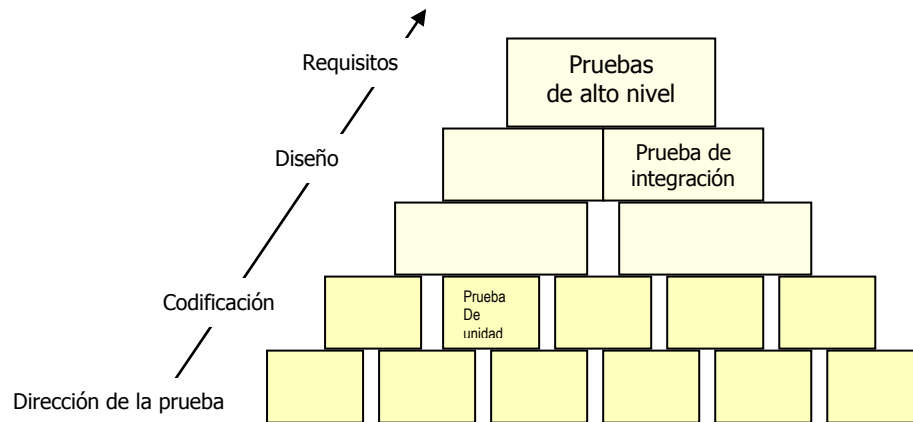 Requisitos
Pruebas
de alto nivel
Diseño
Prueba de
integración
Codificación
Prueba
De
unidad
Dirección de la prueba